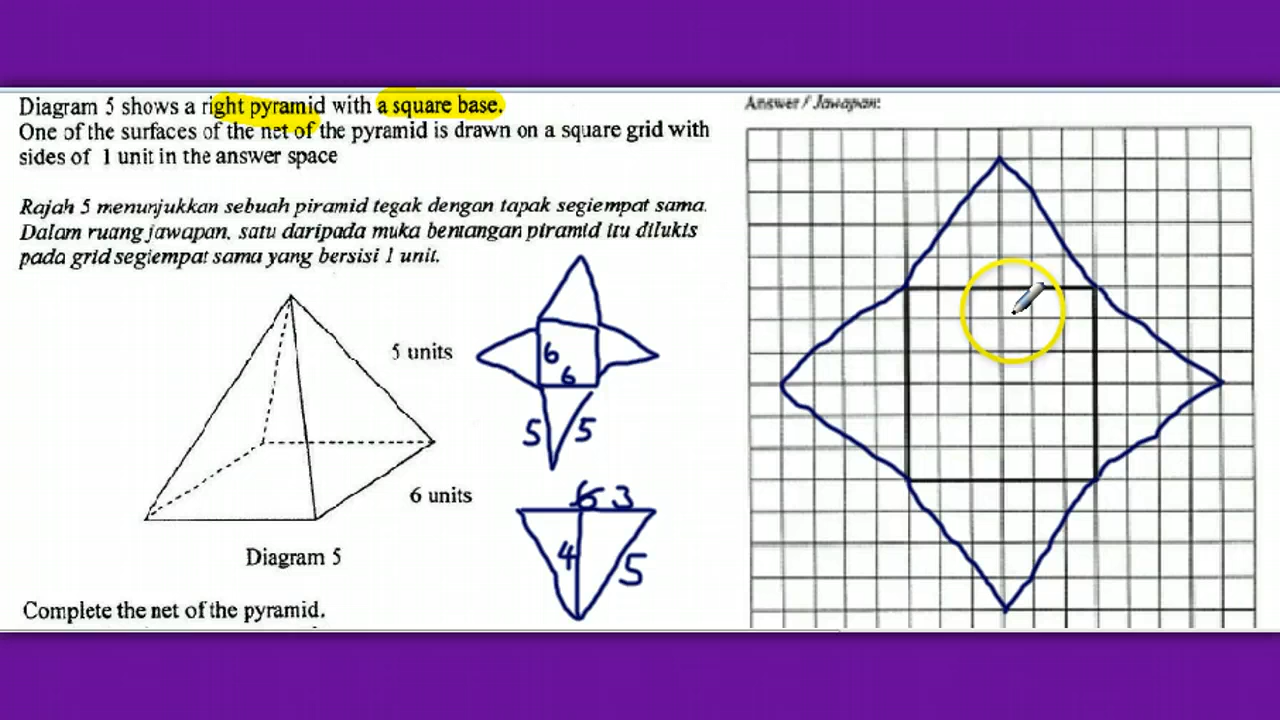 Diagram 5 shows a right pyramid with a square base.
One of the surfaces of the net of the pyramid is drawn on a square grid with
sides of 1 unit in the answer space
Rajah 5 menunjukkan sebuah piramid tegak dengan tapak segiempat sama.
Dalam ruang jawapan, satu daripada muka bentangan piramid itu dilukis
pada grid segiempat sama yang bersisi 1 unit.
5 units
6 units
Diagram 5
Complete the net of the pyramid.
6
6
5 5
6 3
4 5
Answer / Jawapan: